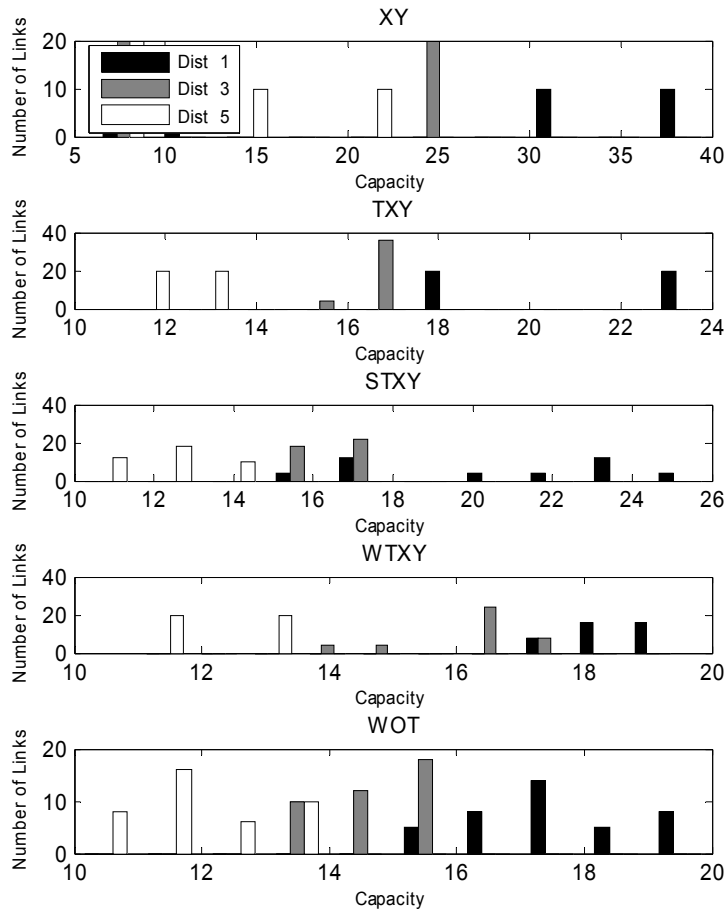 XY
Number of Links
20
10
0
Dist 1
Dist 3
Dist 5
5 10 15 20 25 30 35 40
Capacity
TXY
Number of Links
40
20
0
10 12 14 16 18 20 22 24
Capacity
STXY
Number of Links
40
20
0
10 12 14 16 18 20 22 24 26
Capacity
WTXY
Number of Links
40
20
0
10 12 14 16 18 20
Capacity
WOT
Number of Links
20
10
0
10 12 14 16 18 20
Capacity